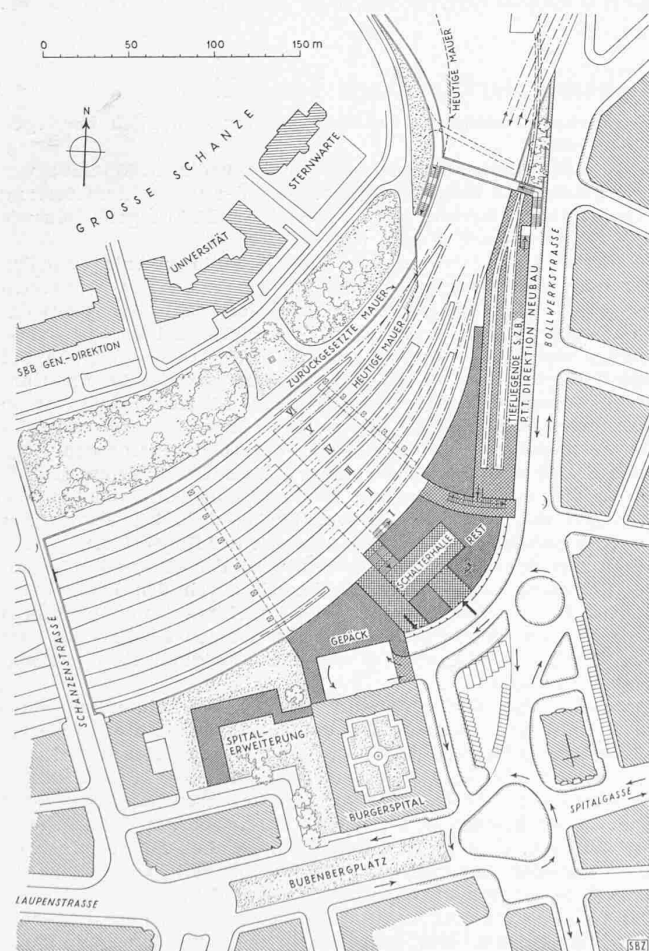 0 50 100 150 m
N
HEUTIGE MAUER
GROSSE SCHANZE
STERNWARTE
UNIVERSITÄT
SBB GEN.-DIREKTION
ZURÜCKGESETZTE MAUER
HEUTIGE MAUER
TIEFLIEGENDE S.Z.B.
P.T.T. DIREKTION NEUBAU
BOLLWERKSTRASSE
VI
V
IV
III
II
I
SCHALTERHALLE
REST
GEPÄCK
SCHANZENSTRASSE
SPITAL-
ERWEITERUNG
BURGERSPITAL
SPITALGASSE
BUBENBERGPLATZ
LAUPENSTRASSE
SBZ